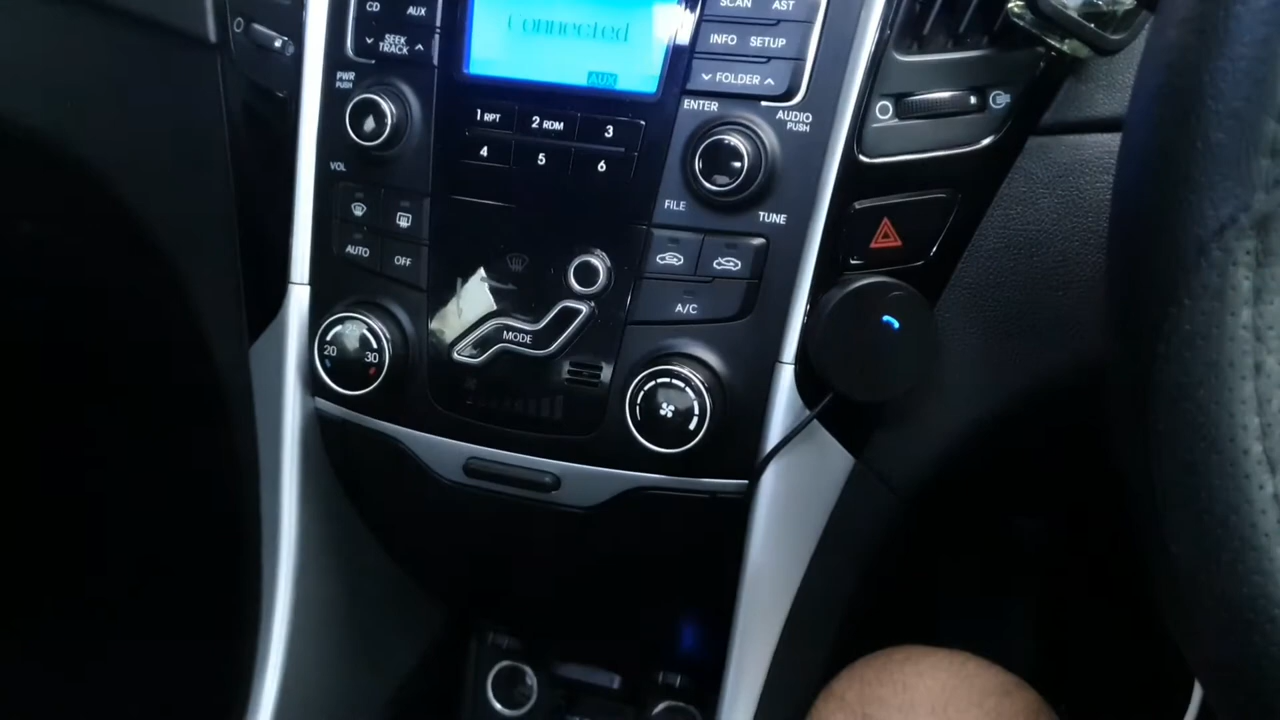 CD AUX
SEEK
TRACK
PWR
PUSH
VOL
Connected
AUX
1 RPT 2 RDM 3
4 5 6
SCAN AST
INFO SETUP
FOLDER
ENTER
AUDIO
PUSH
FILE
TUNE
AUTO OFF
MODE
A/C
25
20 30